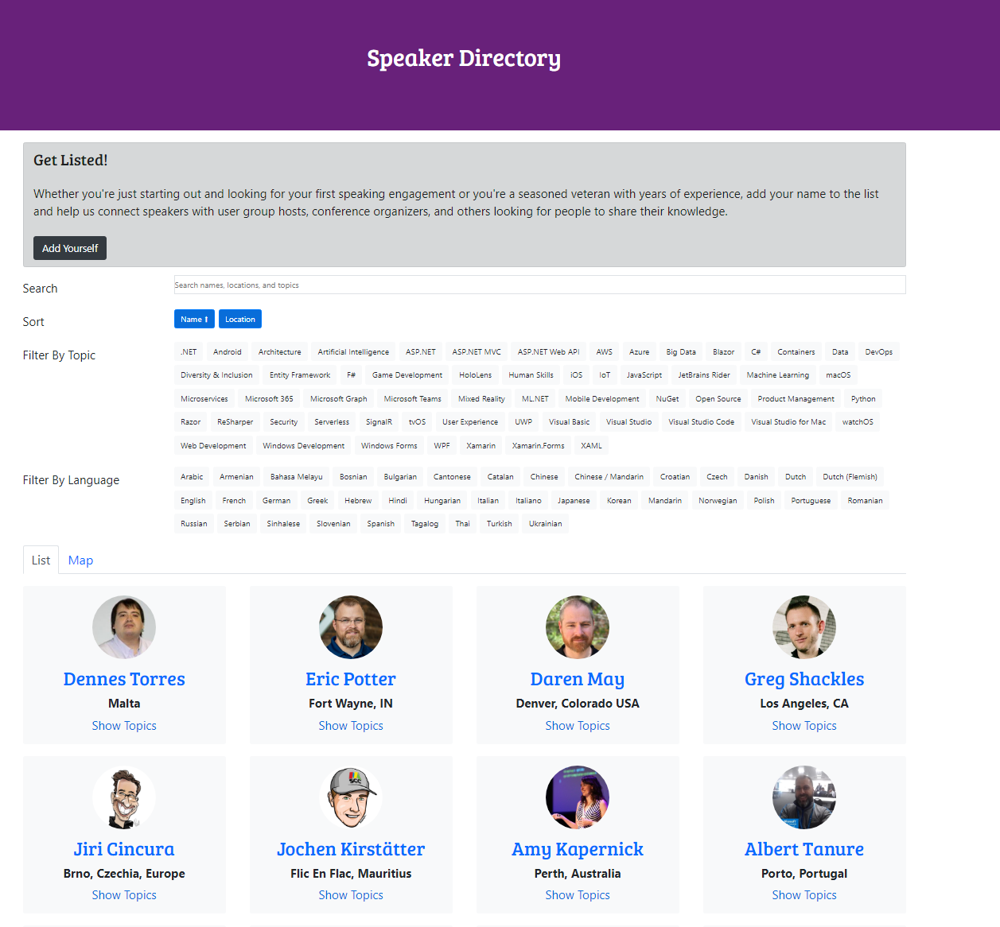 Speaker Directory
Get Listed!
Whether you're just starting out and looking for your first speaking engagement or you're a seasoned veteran with years of experience, add your name to the list
and help us connect speakers with user group hosts, conference organizers, and others looking for people to share their knowledge.
Add Yourself
Search
Search names, locations, and topics
Sort
Name ⬆ Location
Filter By Topic
.NET Android Architecture Artificial Intelligence ASP.NET ASP.NET MVC ASP.NET Web API AWS Azure Big Data Blazor C# Containers Data DevOps
Diversity & Inclusion Entity Framework F# Game Development HoloLens Human Skills iOS IoT JavaScript JetBrains Rider Machine Learning macOS
Microservices Microsoft 365 Microsoft Graph Microsoft Teams Mixed Reality ML.NET Mobile Development NuGet Open Source Product Management Python
Razor ReSharper Security Serverless SignalR tvOS User Experience UWP Visual Basic Visual Studio Visual Studio Code Visual Studio for Mac watchOS
Web Development Windows Development Windows Forms WPF Xamarin Xamarin.Forms XAML
Filter By Language
Arabic Armenian Bahasa Melayu Bosnian Bulgarian Cantonese Catalan Chinese Chinese / Mandarin Croatian Czech Danish Dutch Dutch (Flemish)
English French German Greek Hebrew Hindi Hungarian Italian Italiano Japanese Korean Mandarin Norwegian Polish Portuguese Romanian
Russian Serbian Sinhalese Slovenian Spanish Tagalog Thai Turkish Ukrainian
List Map
Dennes Torres
Malta
Show Topics
Eric Potter
Fort Wayne, IN
Show Topics
Daren May
Denver, Colorado USA
Show Topics
Greg Shackles
Los Angeles, CA
Show Topics
SCC
Jiri Cincura
Brno, Czechia, Europe
Show Topics
Jochen Kirstätter
Flic En Flac, Mauritius
Show Topics
Amy Kapernick
Perth, Australia
Show Topics
Albert Tanure
Porto, Portugal
Show Topics